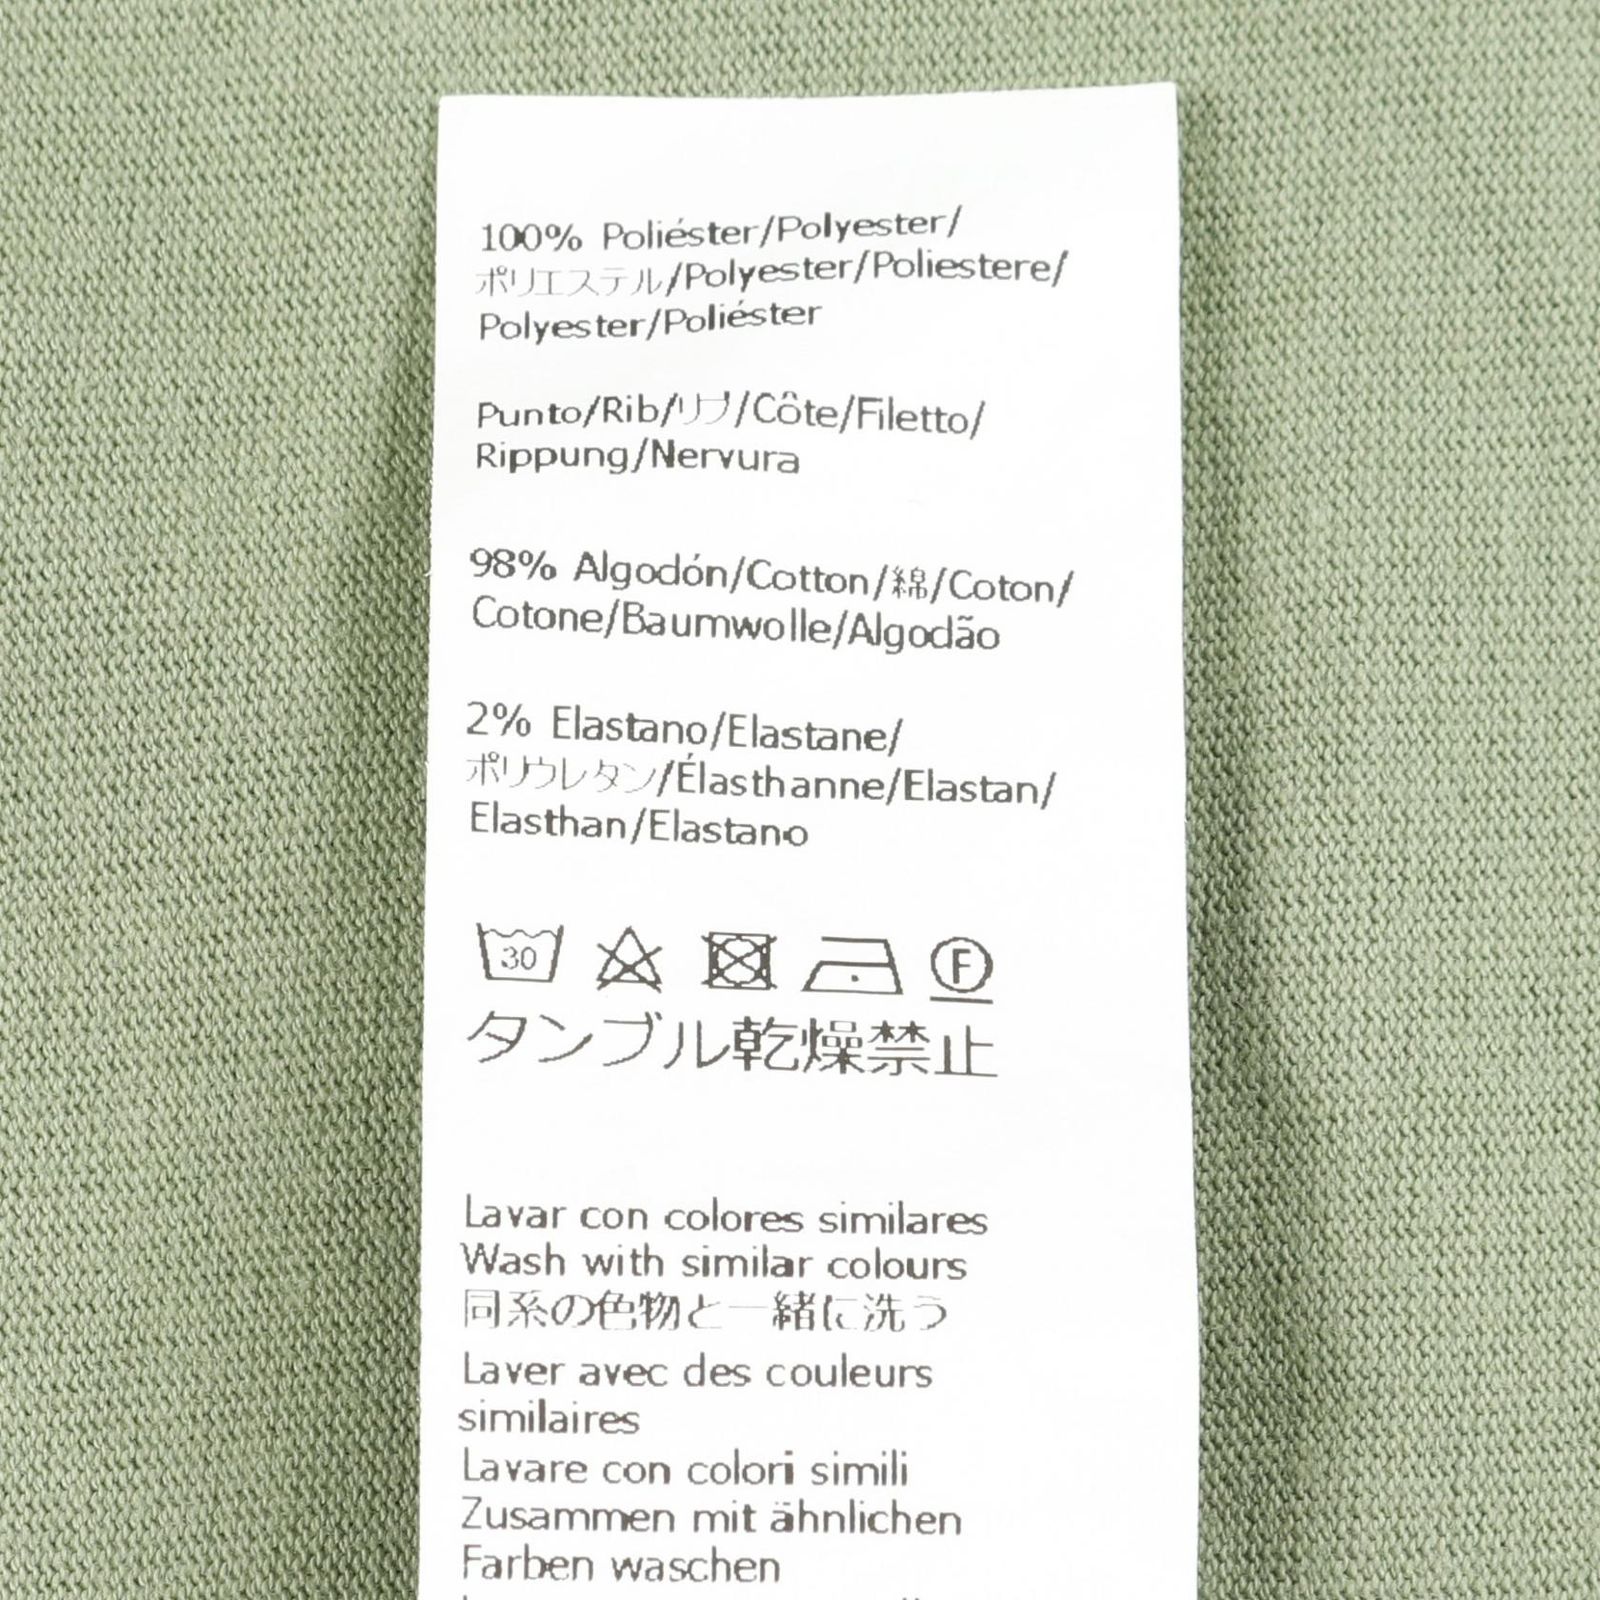 100% Poliéster/Polyester/
ポリエステル/Polyester/Poliestere/
Polyester/Poliéster
Punto/Rib/リブ/Côte/Filetto/
Rippung/Nervura
98% Algodón/Cotton/綿/Coton/
Cotone/Baumwolle/Algodão
2% Elastano/Elastane/
ポリウレタン/Élasthanne/Elastan/
Elasthan/Elastano
30 F
タンブル乾燥禁止
Lavar con colores similares
Wash with similar colours
同系の色物と一緒に洗う
Laver avec des couleurs
similaires
Lavare con colori simili
Zusammen mit ähnlichen
Farben waschen